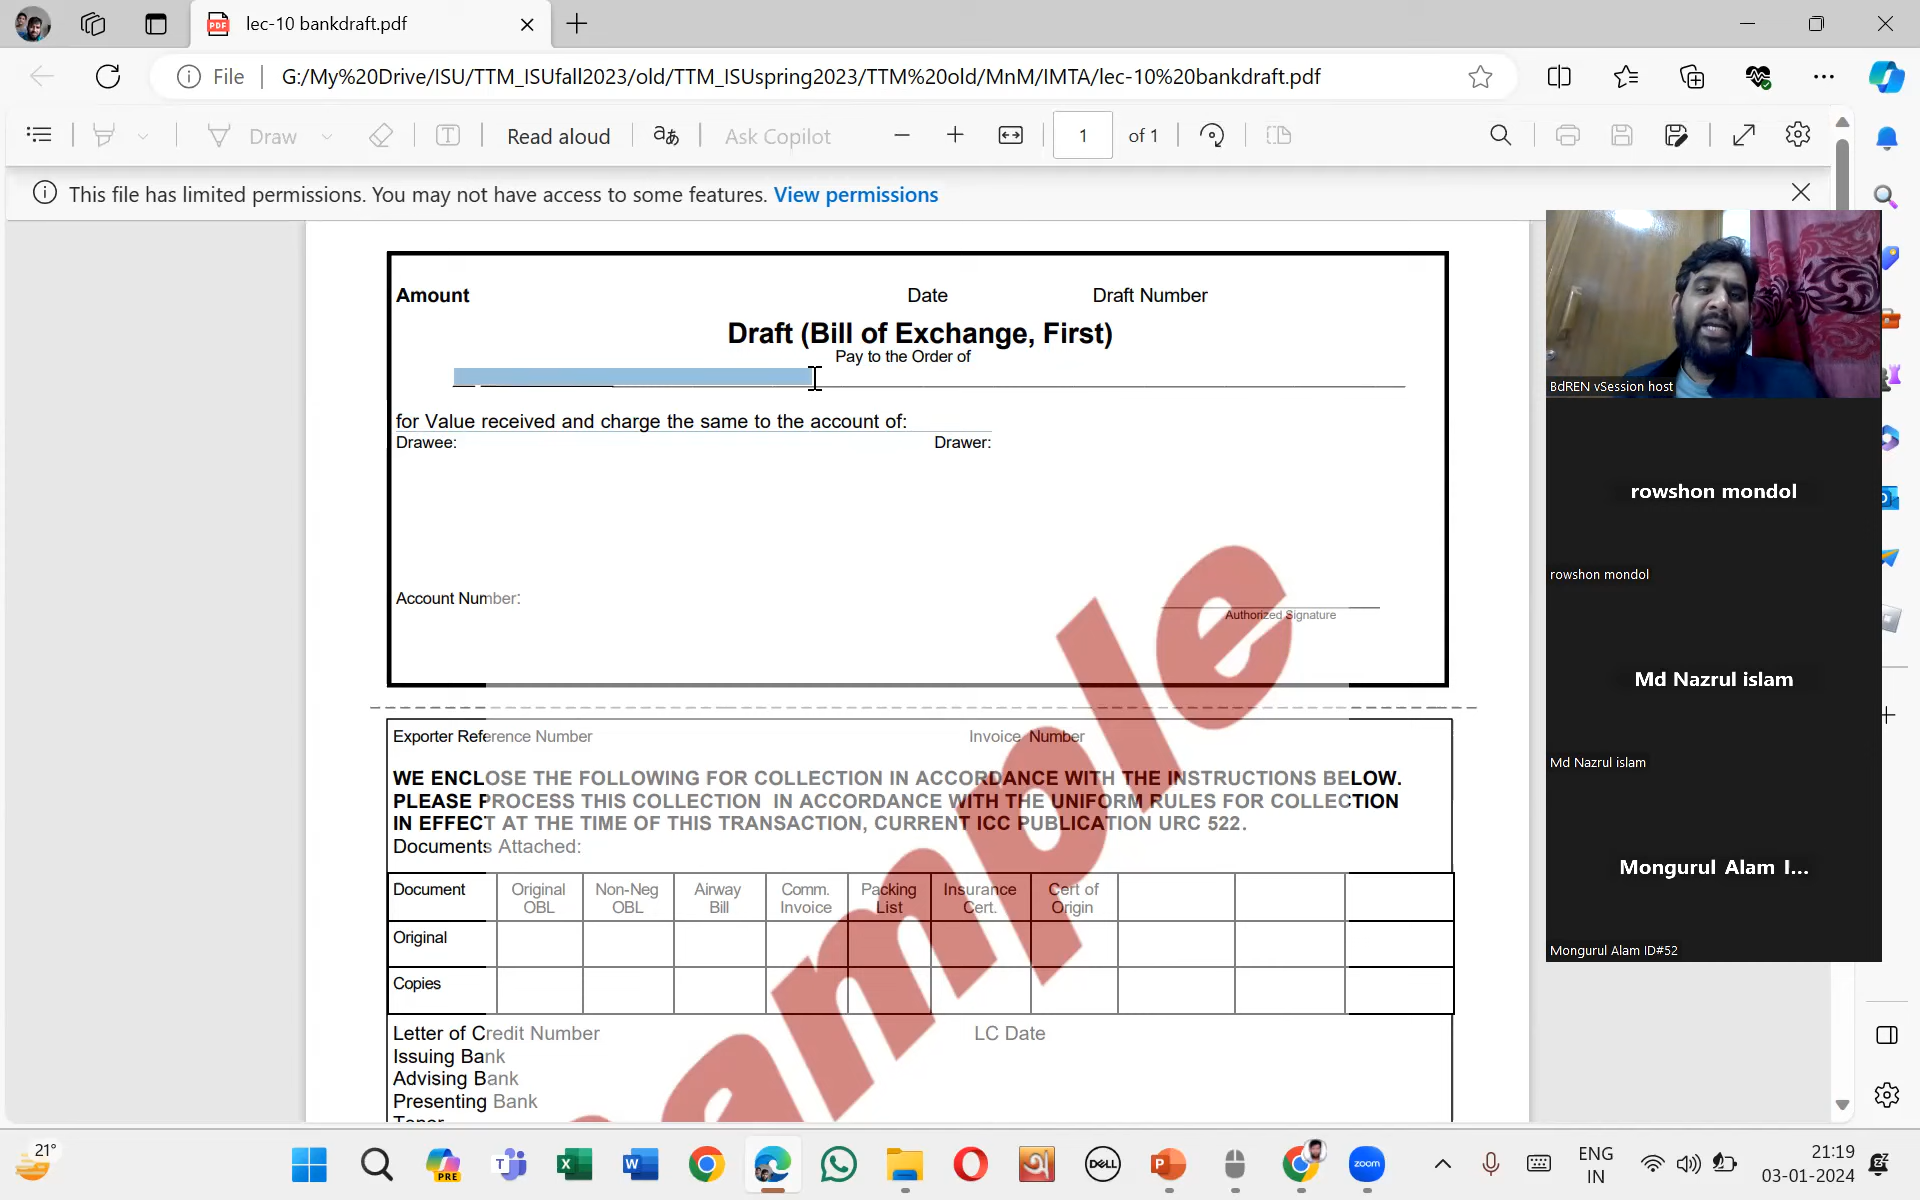 lec-10 bankdraft.pdf
File
G:/My%20Drive/ISU/TTM_ISUfall2023/old/TTM_ISUspring2023/TTM%20old/MnM/IMTA/lec-10%20bankdraft.pdf
Draw
Read aloud
Ask Copilot
1 of 1
This file has limited permissions. You may not have access to some features. View permissions
Amount Date Draft Number
Draft (Bill of Exchange, First)
Pay to the Order of
for Value received and charge the same to the account of:
Drawee: Drawer:
Account Number:
Authorized Signature
Exporter Reference Number Invoice Number
WE ENCLOSE THE FOLLOWING FOR COLLECTION IN ACCORDANCE WITH THE INSTRUCTIONS BELOW.
PLEASE PROCESS THIS COLLECTION IN ACCORDANCE WITH THE UNIFORM RULES FOR COLLECTION
IN EFFECT AT THE TIME OF THIS TRANSACTION, CURRENT ICC PUBLICATION URC 522.
Documents Attached:
Document Original OBL Non-Neg OBL Airway Bill Comm. Invoice Packing List Insurance Cert. Cert of Origin
Original
Copies
Letter of Credit Number LC Date
Issuing Bank
Advising Bank
Presenting Bank
ample
BdREN vSession host
rowshon mondol
rowshon mondol
Md Nazrul islam
Md Nazrul islam
Mongurul Alam I...
Mongurul Alam ID#52
21°
PRE
DELL
zoom
ENG
IN
21:19
03-01-2024